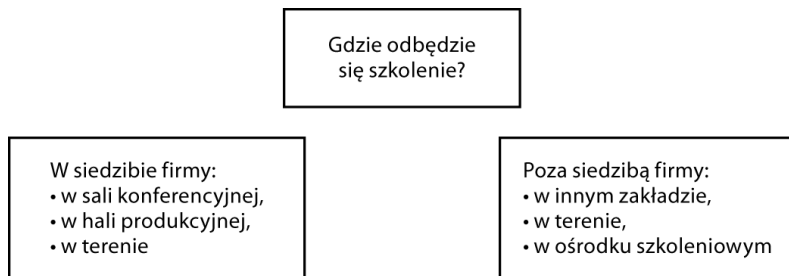 Gdzie odbędzie
się szkolenie?
W siedzibie firmy:
• w sali konferencyjnej,
• w hali produkcyjnej,
• w terenie
Poza siedzibą firmy:
• w innym zakładzie,
• w terenie,
• w ośrodku szkoleniowym